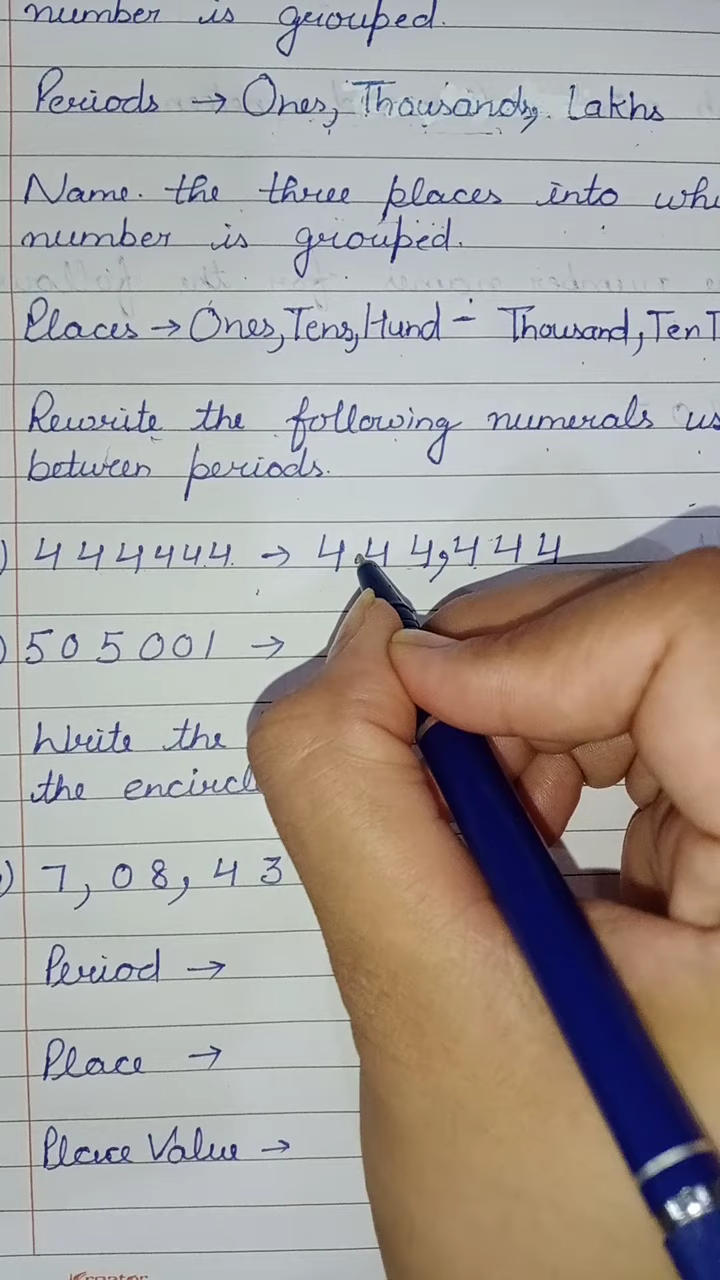 number is grouped.
Periods → Ones, Thousands, Lakhs
Name. the three places into
number is grouped.
Places → Ones, Tens, Hund - Thousand, Ten T
Rewrite the following numerals us
between periods.
) 444444 → 444,444
) 505001 →
Write the
the encircl
) 7,08,43
Period →
Place →
Place Value →